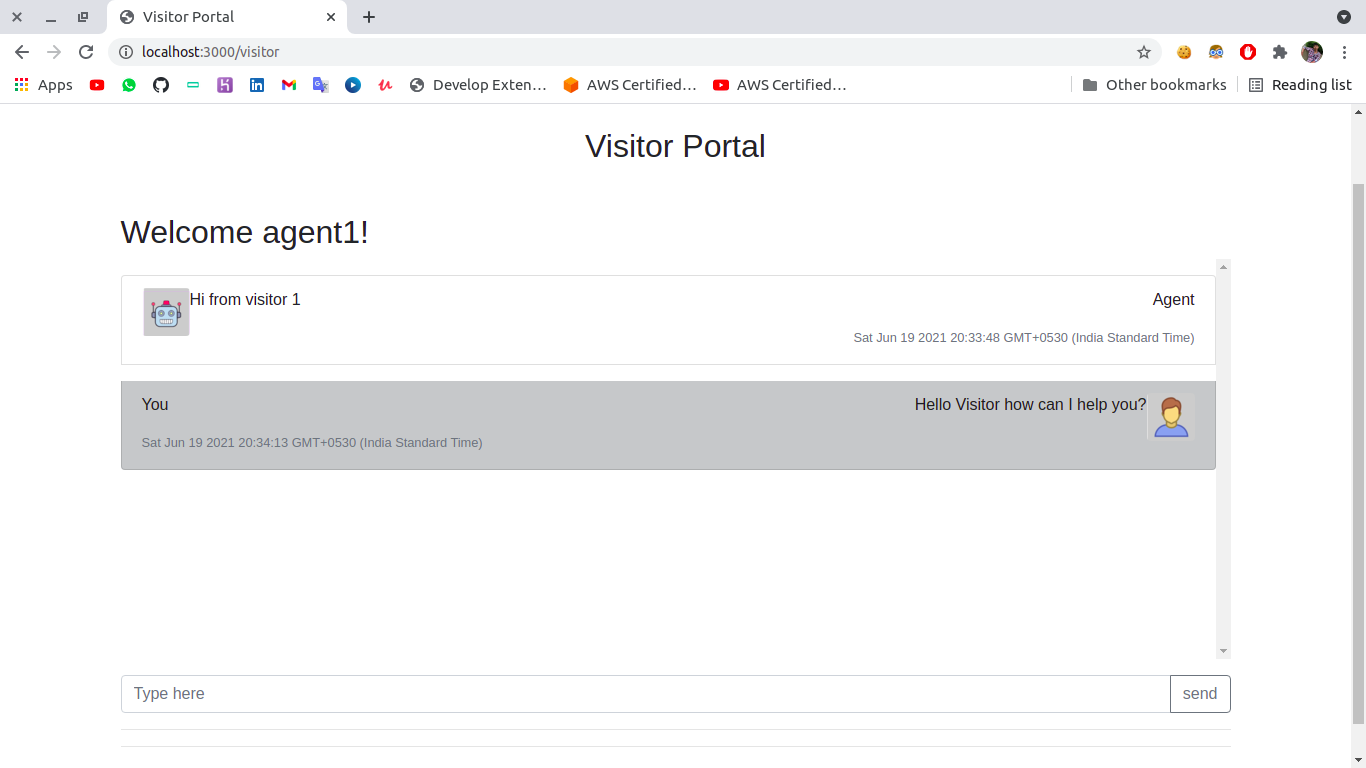 Visitor Portal
localhost:3000/visitor
Apps
Develop Exten...
AWS Certified...
AWS Certified...
Other bookmarks
Reading list
Visitor Portal
Welcome agent1!
Hi from visitor 1
Agent
Sat Jun 19 2021 20:33:48 GMT+0530 (India Standard Time)
You
Hello Visitor how can I help you?
Sat Jun 19 2021 20:34:13 GMT+0530 (India Standard Time)
Type here
send